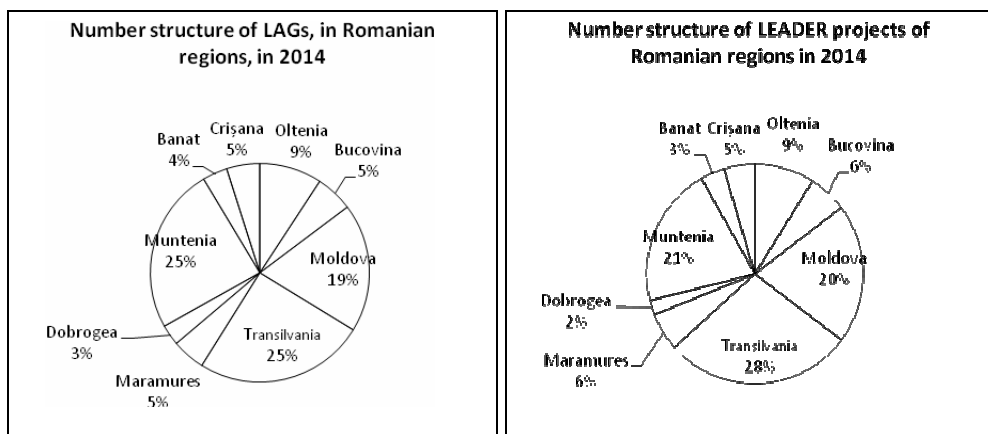 Number structure of LAGs, in Romanian
regions, in 2014
Oltenia
9%
Bucovina
5%
Moldova
19%
Transilvania
25%
Maramures
5%
Dobrogea
3%
Muntenia
25%
Banat
4%
Crișana
5%
Number structure of LEADER projects of
Romanian regions in 2014
Oltenia
9%
Bucovina
6%
Moldova
20%
Transilvania
28%
Maramures
6%
Dobrogea
2%
Muntenia
21%
Banat
3%
Crișana
5%